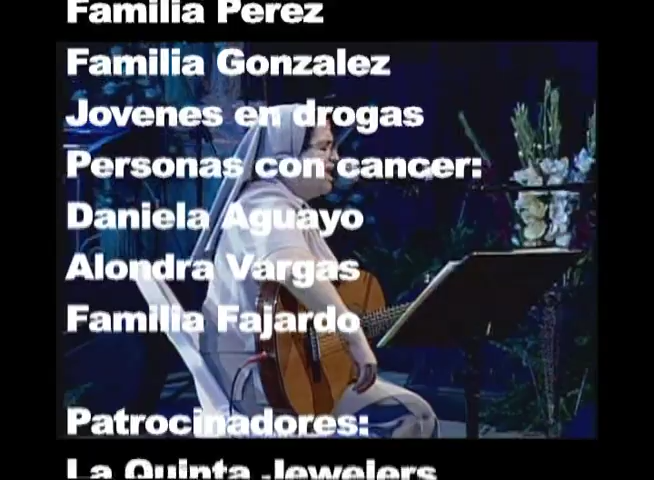 Familia Perez
Familia Gonzalez
Jovenes en drogas
Personas con cancer:
Daniela Aguayo
Alondra Vargas
Familia Fajardo
Patrocinadores:
La Quinta Jewelers